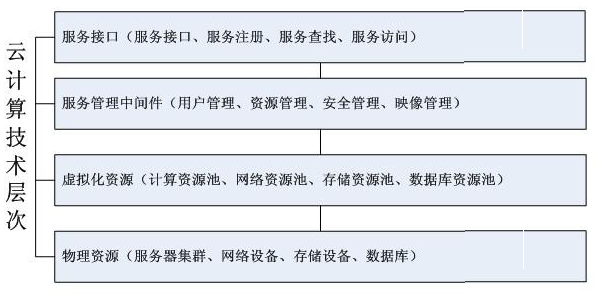 云计算技术层次
服务接口（服务接口、服务注册、服务查找、服务访问）
服务管理中间件（用户管理、资源管理、安全管理、映像管理）
虚拟化资源（计算资源池、网络资源池、存储资源池、数据库资源池）
物理资源（服务器集群、网络设备、存储设备、数据库）